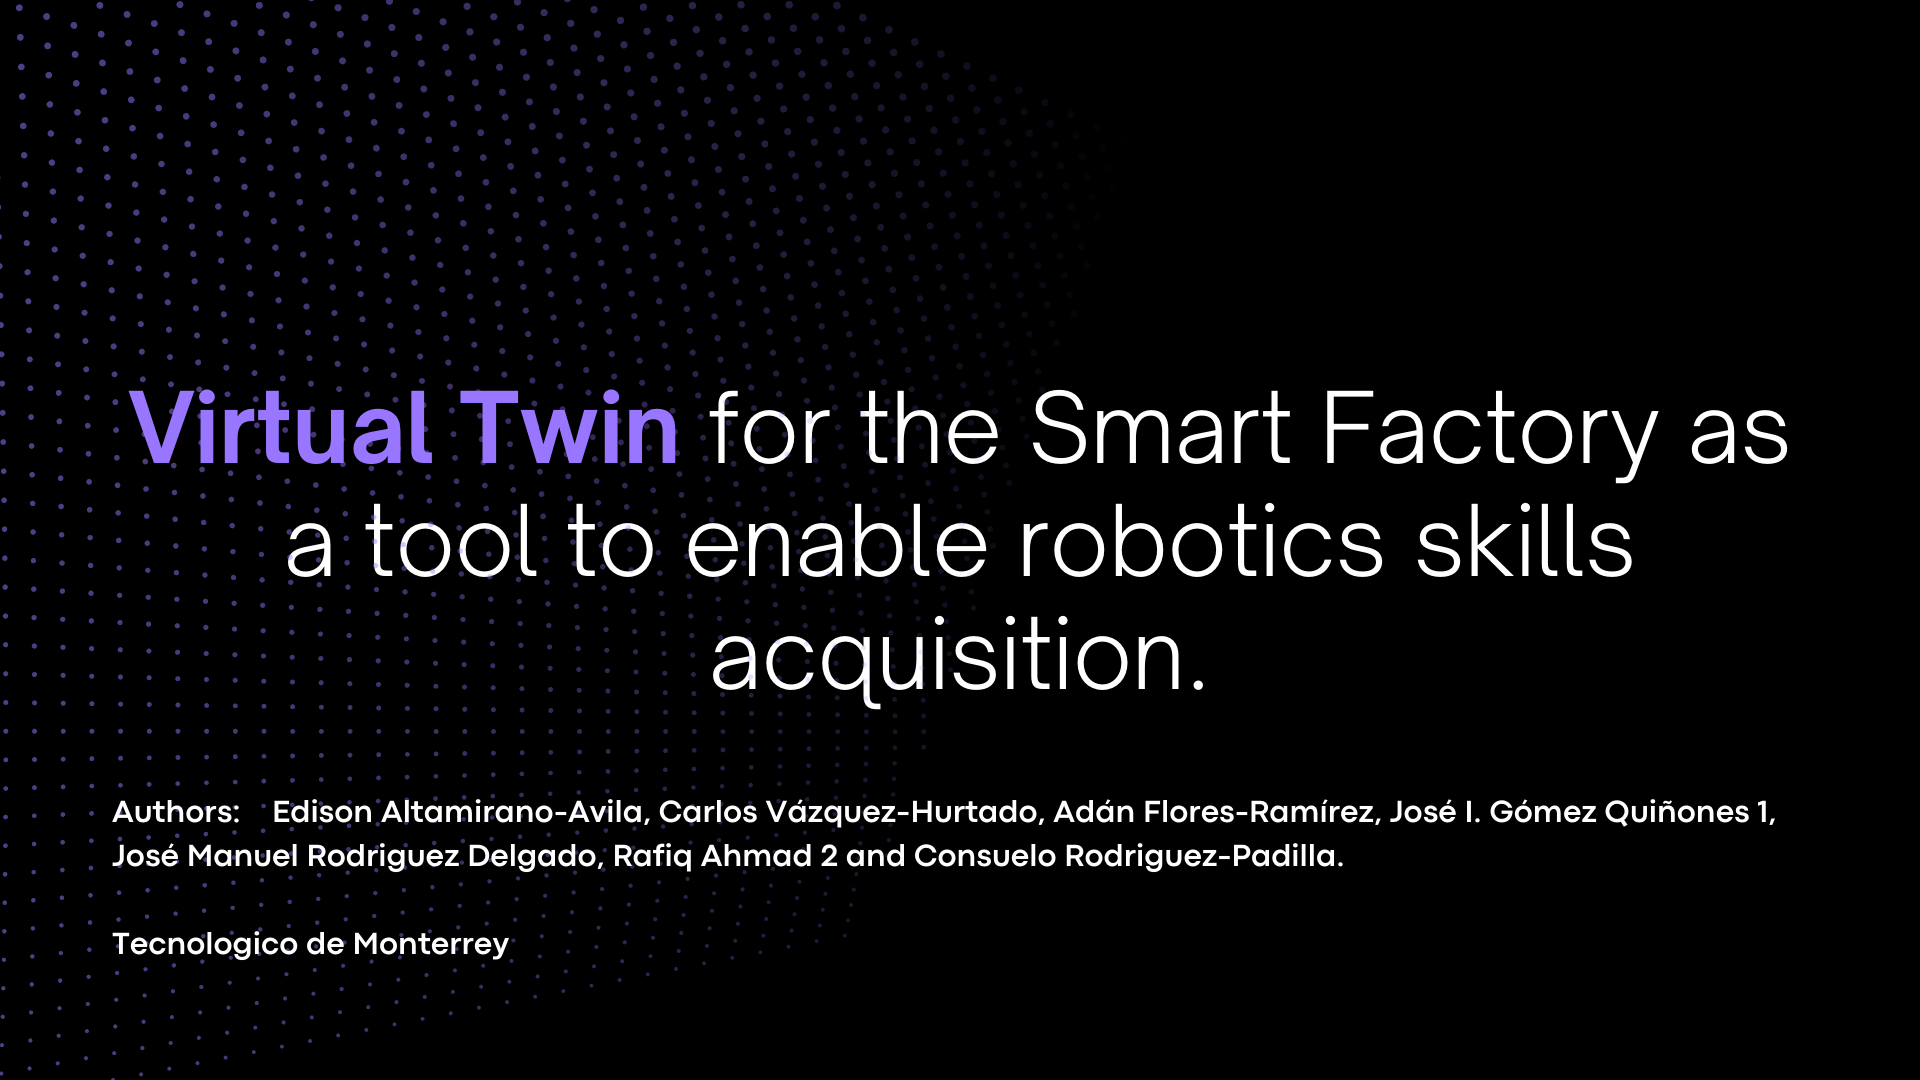 Virtual Twin for the Smart Factory as
a tool to enable robotics skills
acquisition.
Authors: Edison Altamirano-Avila, Carlos Vázquez-Hurtado, Adán Flores-Ramírez, José I. Gómez Quiñones 1,
José Manuel Rodriguez Delgado, Rafiq Ahmad 2 and Consuelo Rodriguez-Padilla.
Tecnologico de Monterrey